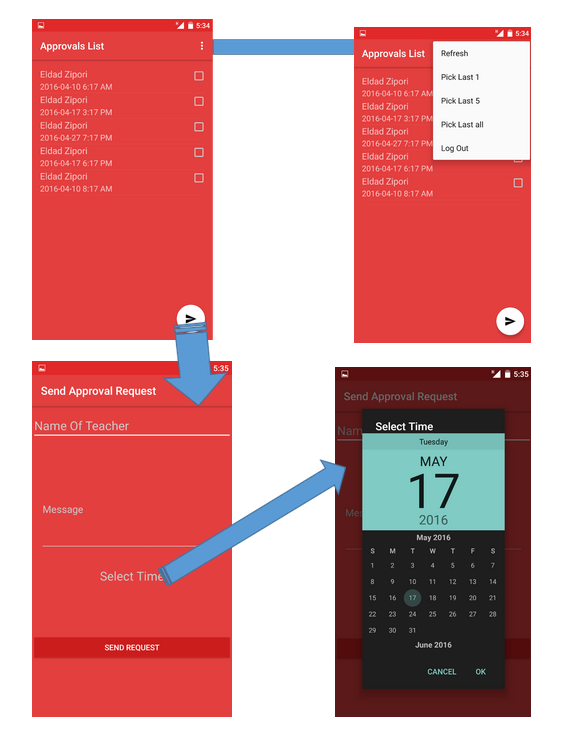 5:34
Approvals List
Eldad Zipori
2016-04-10 6:17 AM
Eldad Zipori
2016-04-17 3:17 PM
Eldad Zipori
2016-04-27 7:17 PM
Eldad Zipori
2016-04-17 6:17 PM
Eldad Zipori
2016-04-10 8:17 AM
5:34
Approvals List
Refresh
Pick Last 1
Pick Last 5
Pick Last all
Log Out
Eldad Zipori
2016-04-10 6:17 AM
Eldad Zipori
2016-04-17 3:17 PM
Eldad Zipori
2016-04-27 7:17 PM
Eldad Zipori
2016-04-17 6:17 PM
Eldad Zipori
2016-04-10 8:17 AM
5:35
Send Approval Request
Name Of Teacher
Message
Select Time
SEND REQUEST
5:35
Send Approval Request
Nam
Mes
Select Time
Tuesday
MAY
17
2016
May 2016
S M T W T F S
1 2 3 4 5 6 7
8 9 10 11 12 13 14
15 16 17 18 19 20 21
22 23 24 25 26 27 28
29 30 31
June 2016
CANCEL OK